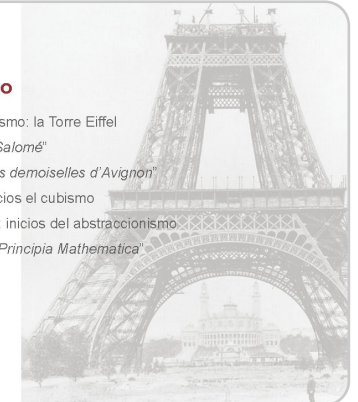 o
smo: la Torre Eiffel
Salomé"
s demoiselles d'Avignon"
cios el cubismo
: inicios del abstraccionismo
Principia Mathematica"